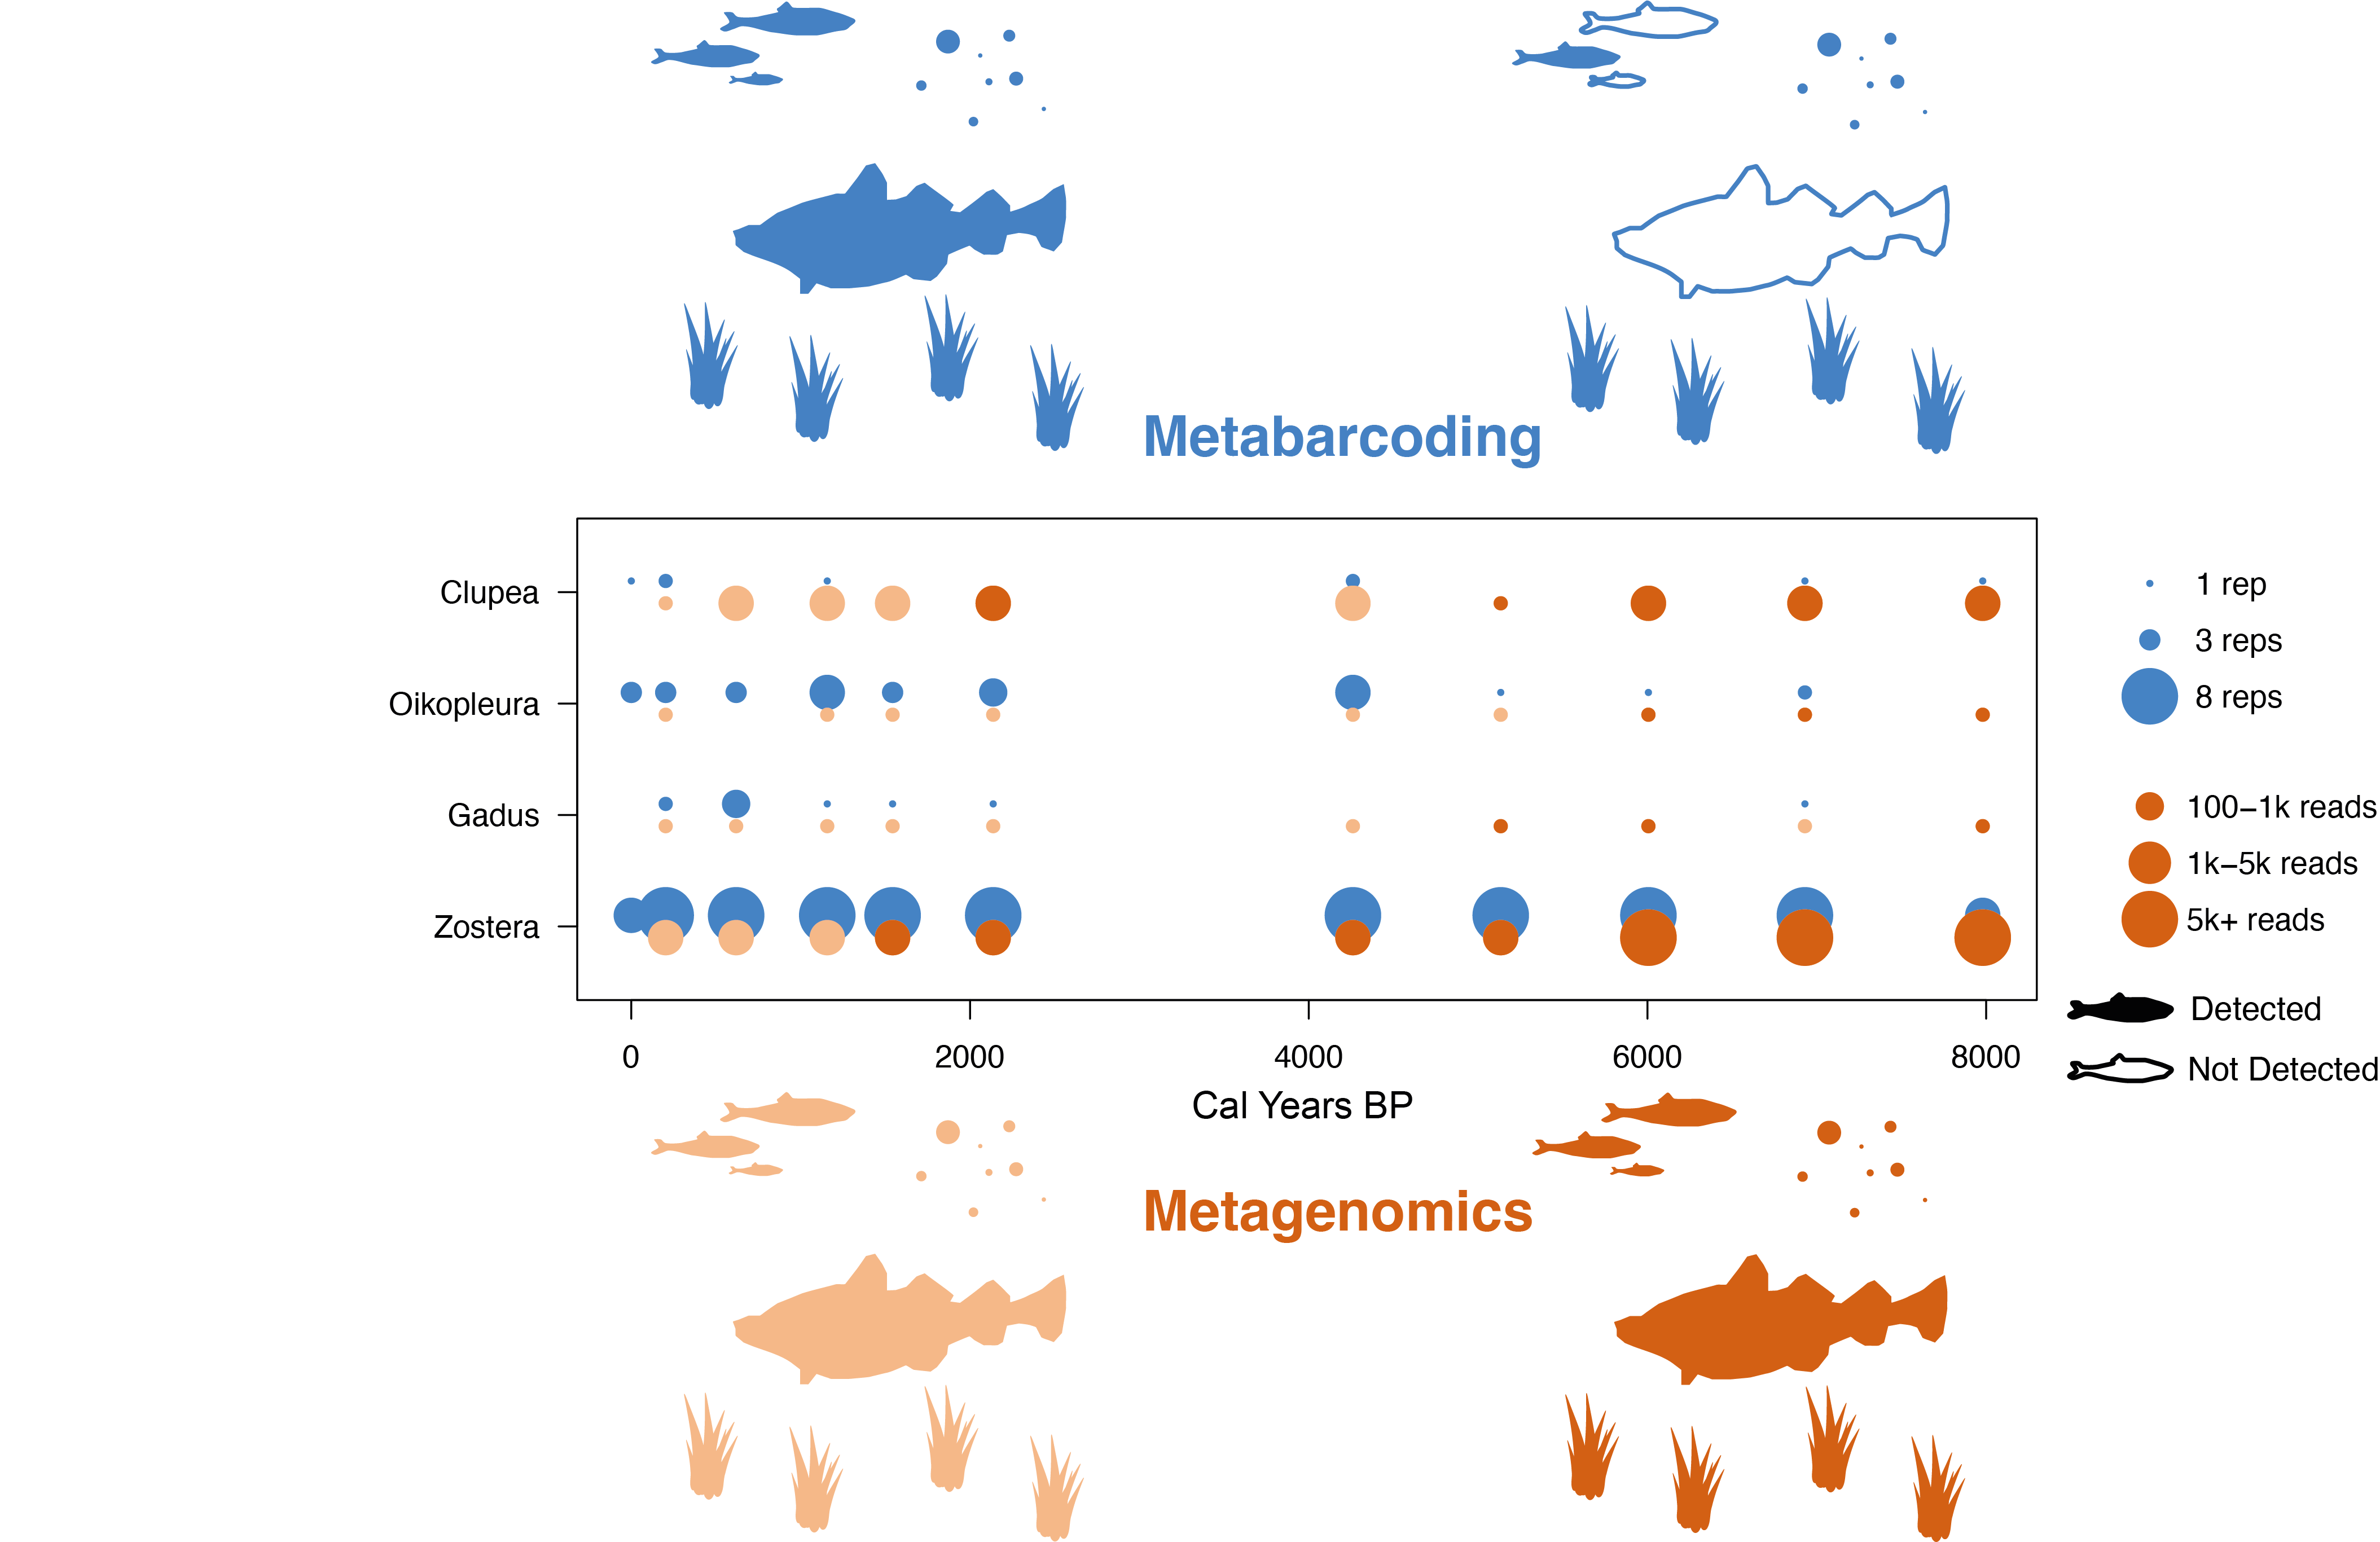 Metabarcoding
Clupea
Oikopleura
Gadus
Zostera
1 rep
3 reps
8 reps
100–1k reads
1k–5k reads
5k+ reads
Detected
Not Detected
0 2000 4000 6000 8000
Cal Years BP
Metagenomics